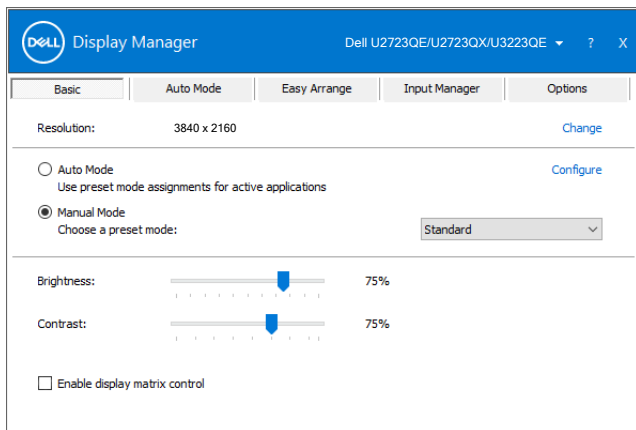 DELL Display Manager Dell U2723QE/U2723QX/U3223QE ? X
Basic Auto Mode Easy Arrange Input Manager Options
Resolution: 3840 x 2160 Change
Auto Mode Configure
Use preset mode assignments for active applications
Manual Mode
Choose a preset mode: Standard
Brightness: 75%
Contrast: 75%
Enable display matrix control